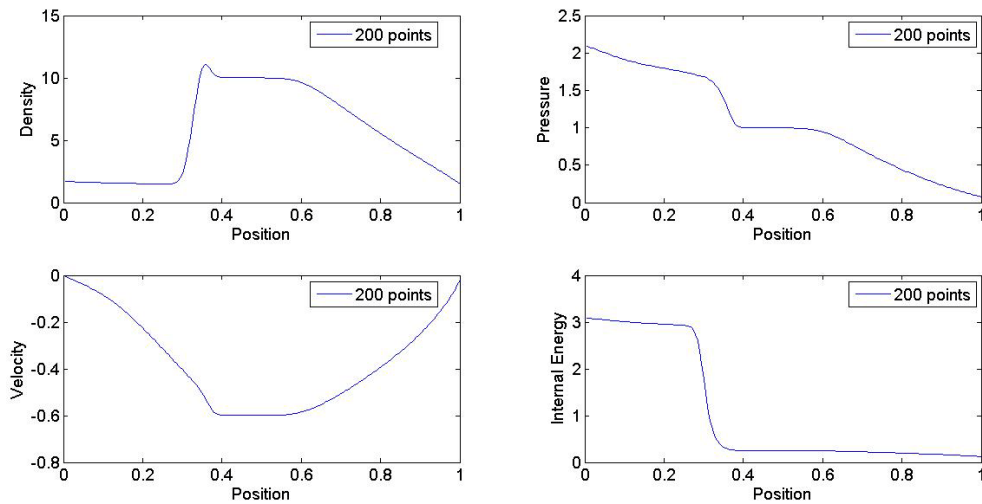 15
10
5
0
Density
0 0.2 0.4 0.6 0.8 1
Position
200 points
2.5
2
1.5
1
0.5
0
Pressure
0 0.2 0.4 0.6 0.8 1
Position
200 points
0
-0.2
-0.4
-0.6
-0.8
Velocity
0 0.2 0.4 0.6 0.8 1
Position
200 points
4
3
2
1
0
Internal Energy
0 0.2 0.4 0.6 0.8 1
Position
200 points